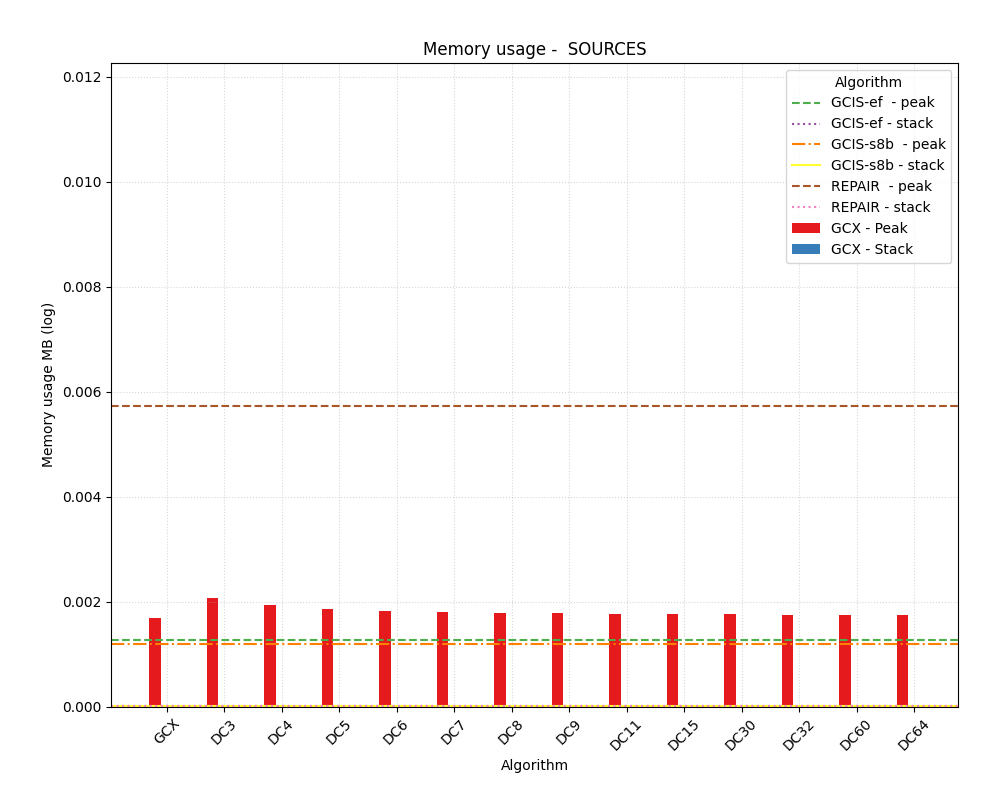 Memory usage -  SOURCES
Memory usage MB (log)
0.012
0.010
0.008
0.006
0.004
0.002
0.000
Algorithm
GCIS-ef  - peak
GCIS-ef - stack
GCIS-s8b  - peak
GCIS-s8b - stack
REPAIR  - peak
REPAIR - stack
GCX - Peak
GCX - Stack
GCX
DC3
DC4
DC5
DC6
DC7
DC8
DC9
DC11
DC15
DC30
DC32
DC60
DC64
Algorithm